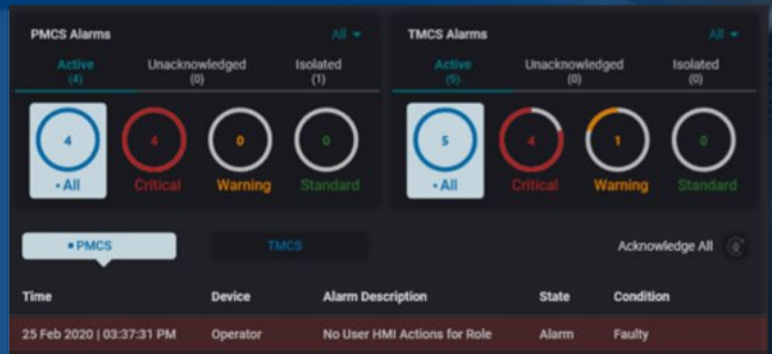 PMCS Alarms All
Active Unacknowledged Isolated
(4) (0) (1)
4 4 0 0
• All Critical Warning Standard
TMCS Alarms All
Active Unacknowledged Isolated
(5) (0) (0)
5 4 1 0
• All Critical Warning Standard
• PMCS TMCS Acknowledge All
Time Device Alarm Description State Condition
25 Feb 2020 | 03:37:31 PM Operator No User HMI Actions for Role Alarm Faulty